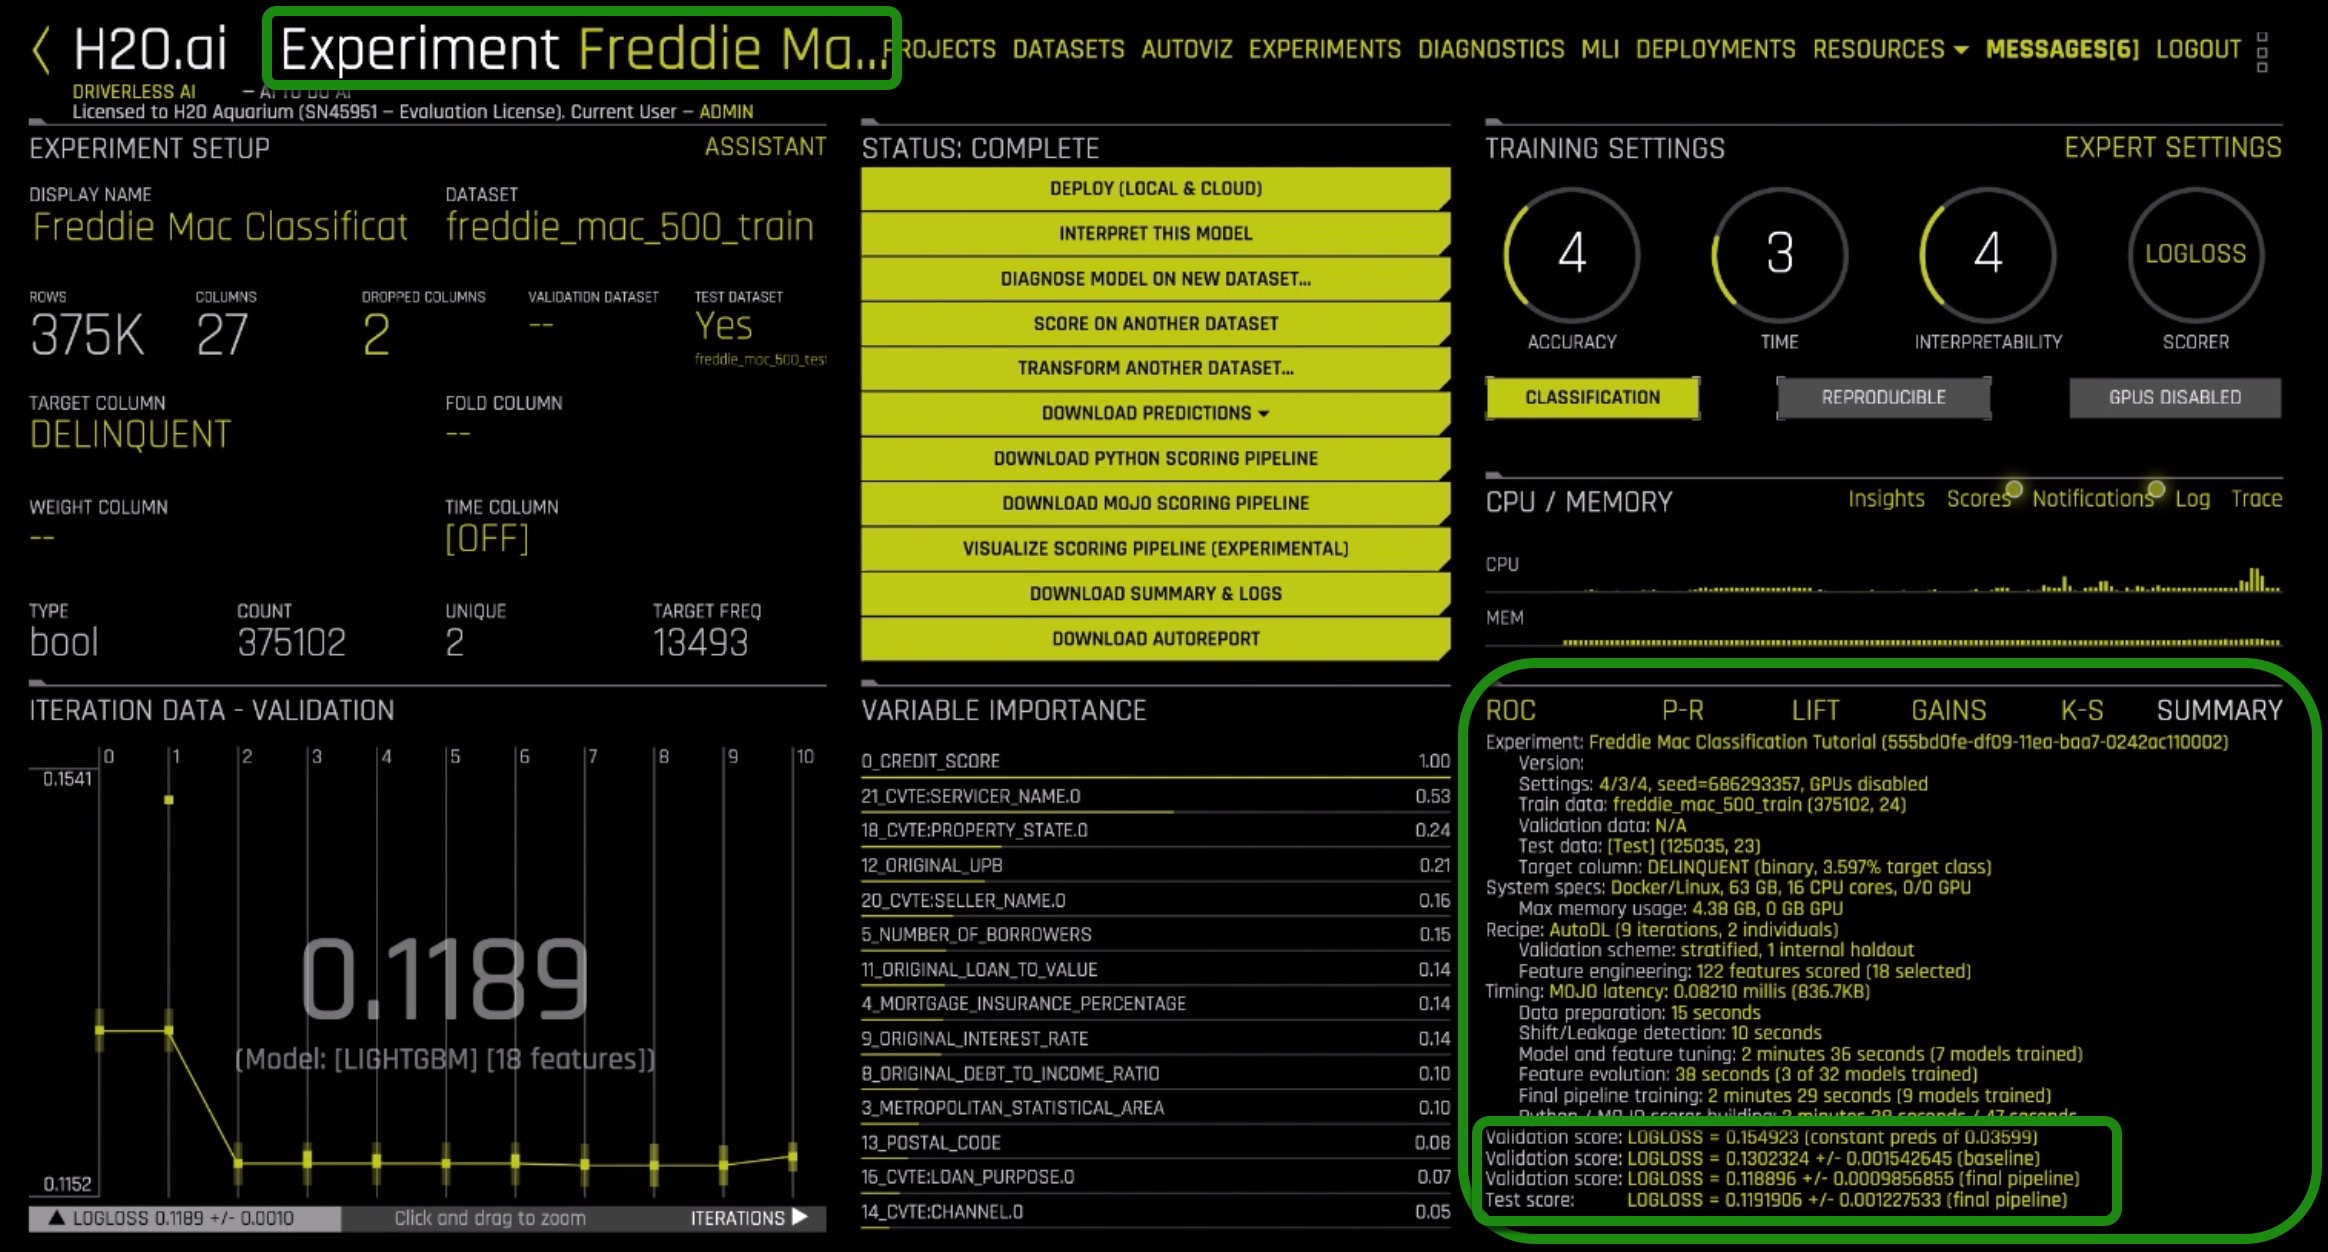 H2O.ai Experiment Freddie Ma... PROJECTS DATASETS AUTOVIZ EXPERIMENTS DIAGNOSTICS MLI DEPLOYMENTS RESOURCES MESSAGES[6] LOGOUT
DRIVERLESS AI – AI TO DO AI
Licensed to H2O Aquarium (SN45951 – Evaluation License). Current User – ADMIN
EXPERIMENT SETUP ASSISTANT
DISPLAY NAME DATASET
Freddie Mac Classificat freddie_mac_500_train
ROWS COLUMNS DROPPED COLUMNS VALIDATION DATASET TEST DATASET
375K 27 2 -- Yes
freddie_mac_500_test
TARGET COLUMN FOLD COLUMN
DELINQUENT --
WEIGHT COLUMN TIME COLUMN
-- [OFF]
TYPE COUNT UNIQUE TARGET FREQ
bool 375102 2 13493
STATUS: COMPLETE
DEPLOY (LOCAL & CLOUD)
INTERPRET THIS MODEL
DIAGNOSE MODEL ON NEW DATASET...
SCORE ON ANOTHER DATASET
TRANSFORM ANOTHER DATASET...
DOWNLOAD PREDICTIONS
DOWNLOAD PYTHON SCORING PIPELINE
DOWNLOAD MOJO SCORING PIPELINE
VISUALIZE SCORING PIPELINE (EXPERIMENTAL)
DOWNLOAD SUMMARY & LOGS
DOWNLOAD AUTOREPORT
TRAINING SETTINGS EXPERT SETTINGS
4 3 4 LOGLOSS
ACCURACY TIME INTERPRETABILITY SCORER
CLASSIFICATION REPRODUCIBLE GPUS DISABLED
CPU / MEMORY Insights Scores Notifications Log Trace
CPU
MEM
ITERATION DATA - VALIDATION
0 1 2 3 4 5 6 7 8 9 10
0.1541
0.1189
(Model: [LIGHTGBM] [18 features])
0.1152
LOGLOSS 0.1189 +/- 0.0010 Click and drag to zoom ITERATIONS
VARIABLE IMPORTANCE
0_CREDIT_SCORE 1.00
21_CVTE:SERVICER_NAME.0 0.53
18_CVTE:PROPERTY_STATE.0 0.24
12_ORIGINAL_UPB 0.21
20_CVTE:SELLER_NAME.0 0.16
5_NUMBER_OF_BORROWERS 0.15
11_ORIGINAL_LOAN_TO_VALUE 0.14
4_MORTGAGE_INSURANCE_PERCENTAGE 0.14
9_ORIGINAL_INTEREST_RATE 0.14
8_ORIGINAL_DEBT_TO_INCOME_RATIO 0.10
3_METROPOLITAN_STATISTICAL_AREA 0.10
13_POSTAL_CODE 0.08
16_CVTE:LOAN_PURPOSE.0 0.07
14_CVTE:CHANNEL.0 0.05
ROC P-R LIFT GAINS K-S SUMMARY
Experiment: Freddie Mac Classification Tutorial (555bd0fe-df09-11ea-baa7-0242ac110002)
Version:
Settings: 4/3/4, seed=686293357, GPUs disabled
Train data: freddie_mac_500_train (375102, 24)
Validation data: N/A
Test data: [Test] (125035, 23)
Target column: DELINQUENT (binary, 3.597% target class)
System specs: Docker/Linux, 63 GB, 16 CPU cores, 0/0 GPU
Max memory usage: 4.38 GB, 0 GB GPU
Recipe: AutoDL (9 iterations, 2 individuals)
Validation scheme: stratified, 1 internal holdout
Feature engineering: 122 features scored (18 selected)
Timing: MOJO latency: 0.08210 millis (836.7KB)
Data preparation: 15 seconds
Shift/Leakage detection: 10 seconds
Model and feature tuning: 2 minutes 36 seconds (7 models trained)
Feature evolution: 38 seconds (3 of 32 models trained)
Final pipeline training: 2 minutes 29 seconds (9 models trained)
Python / MOJO scorer building: 2 minutes 28 seconds / 47 seconds
Validation score: LOGLOSS = 0.154923 (constant preds of 0.03599)
Validation score: LOGLOSS = 0.1302324 +/- 0.001542645 (baseline)
Validation score: LOGLOSS = 0.118896 +/- 0.0009856855 (final pipeline)
Test score: LOGLOSS = 0.1191906 +/- 0.001227533 (final pipeline)